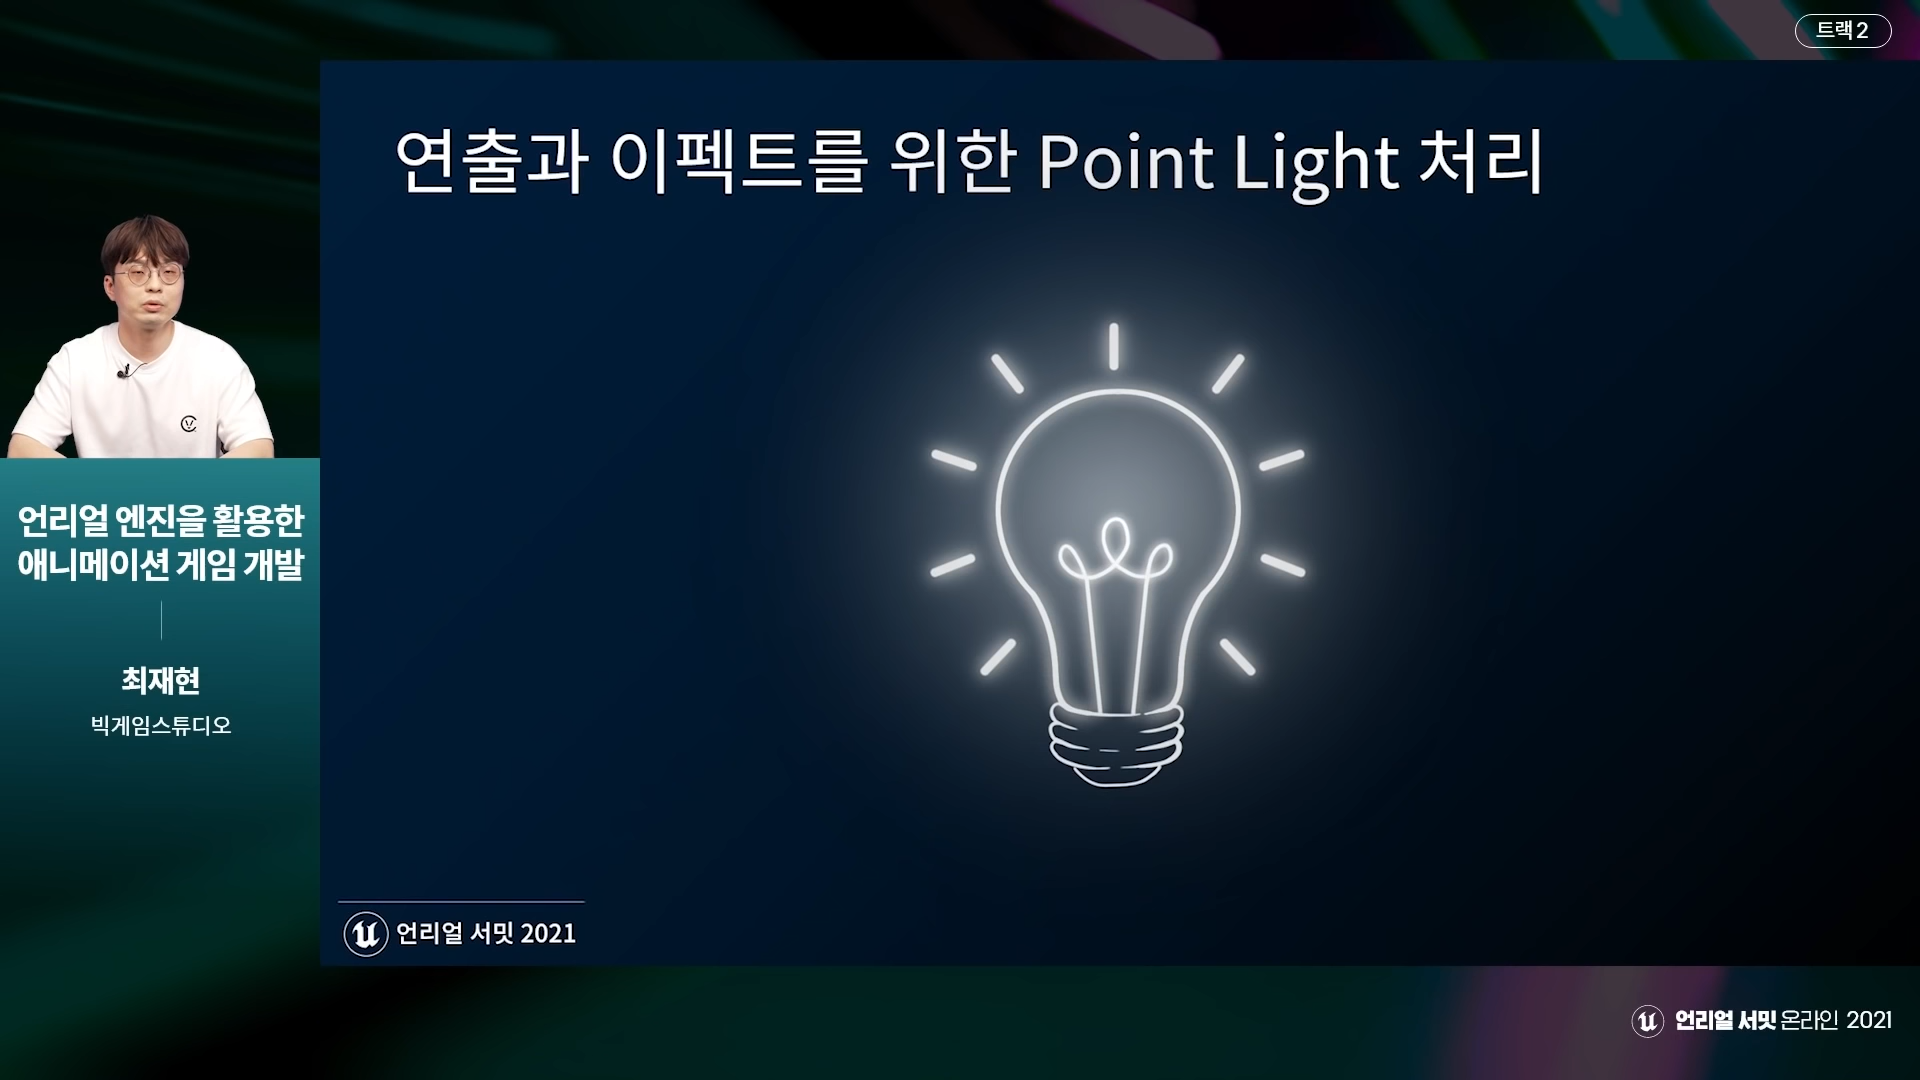 트랙2
연출과 이펙트를 위한 Point Light 처리
언리얼 엔진을 활용한
애니메이션 게임 개발
최재현
빅게임스튜디오
언리얼 서밋 2021
언리얼 서밋 온라인 2021